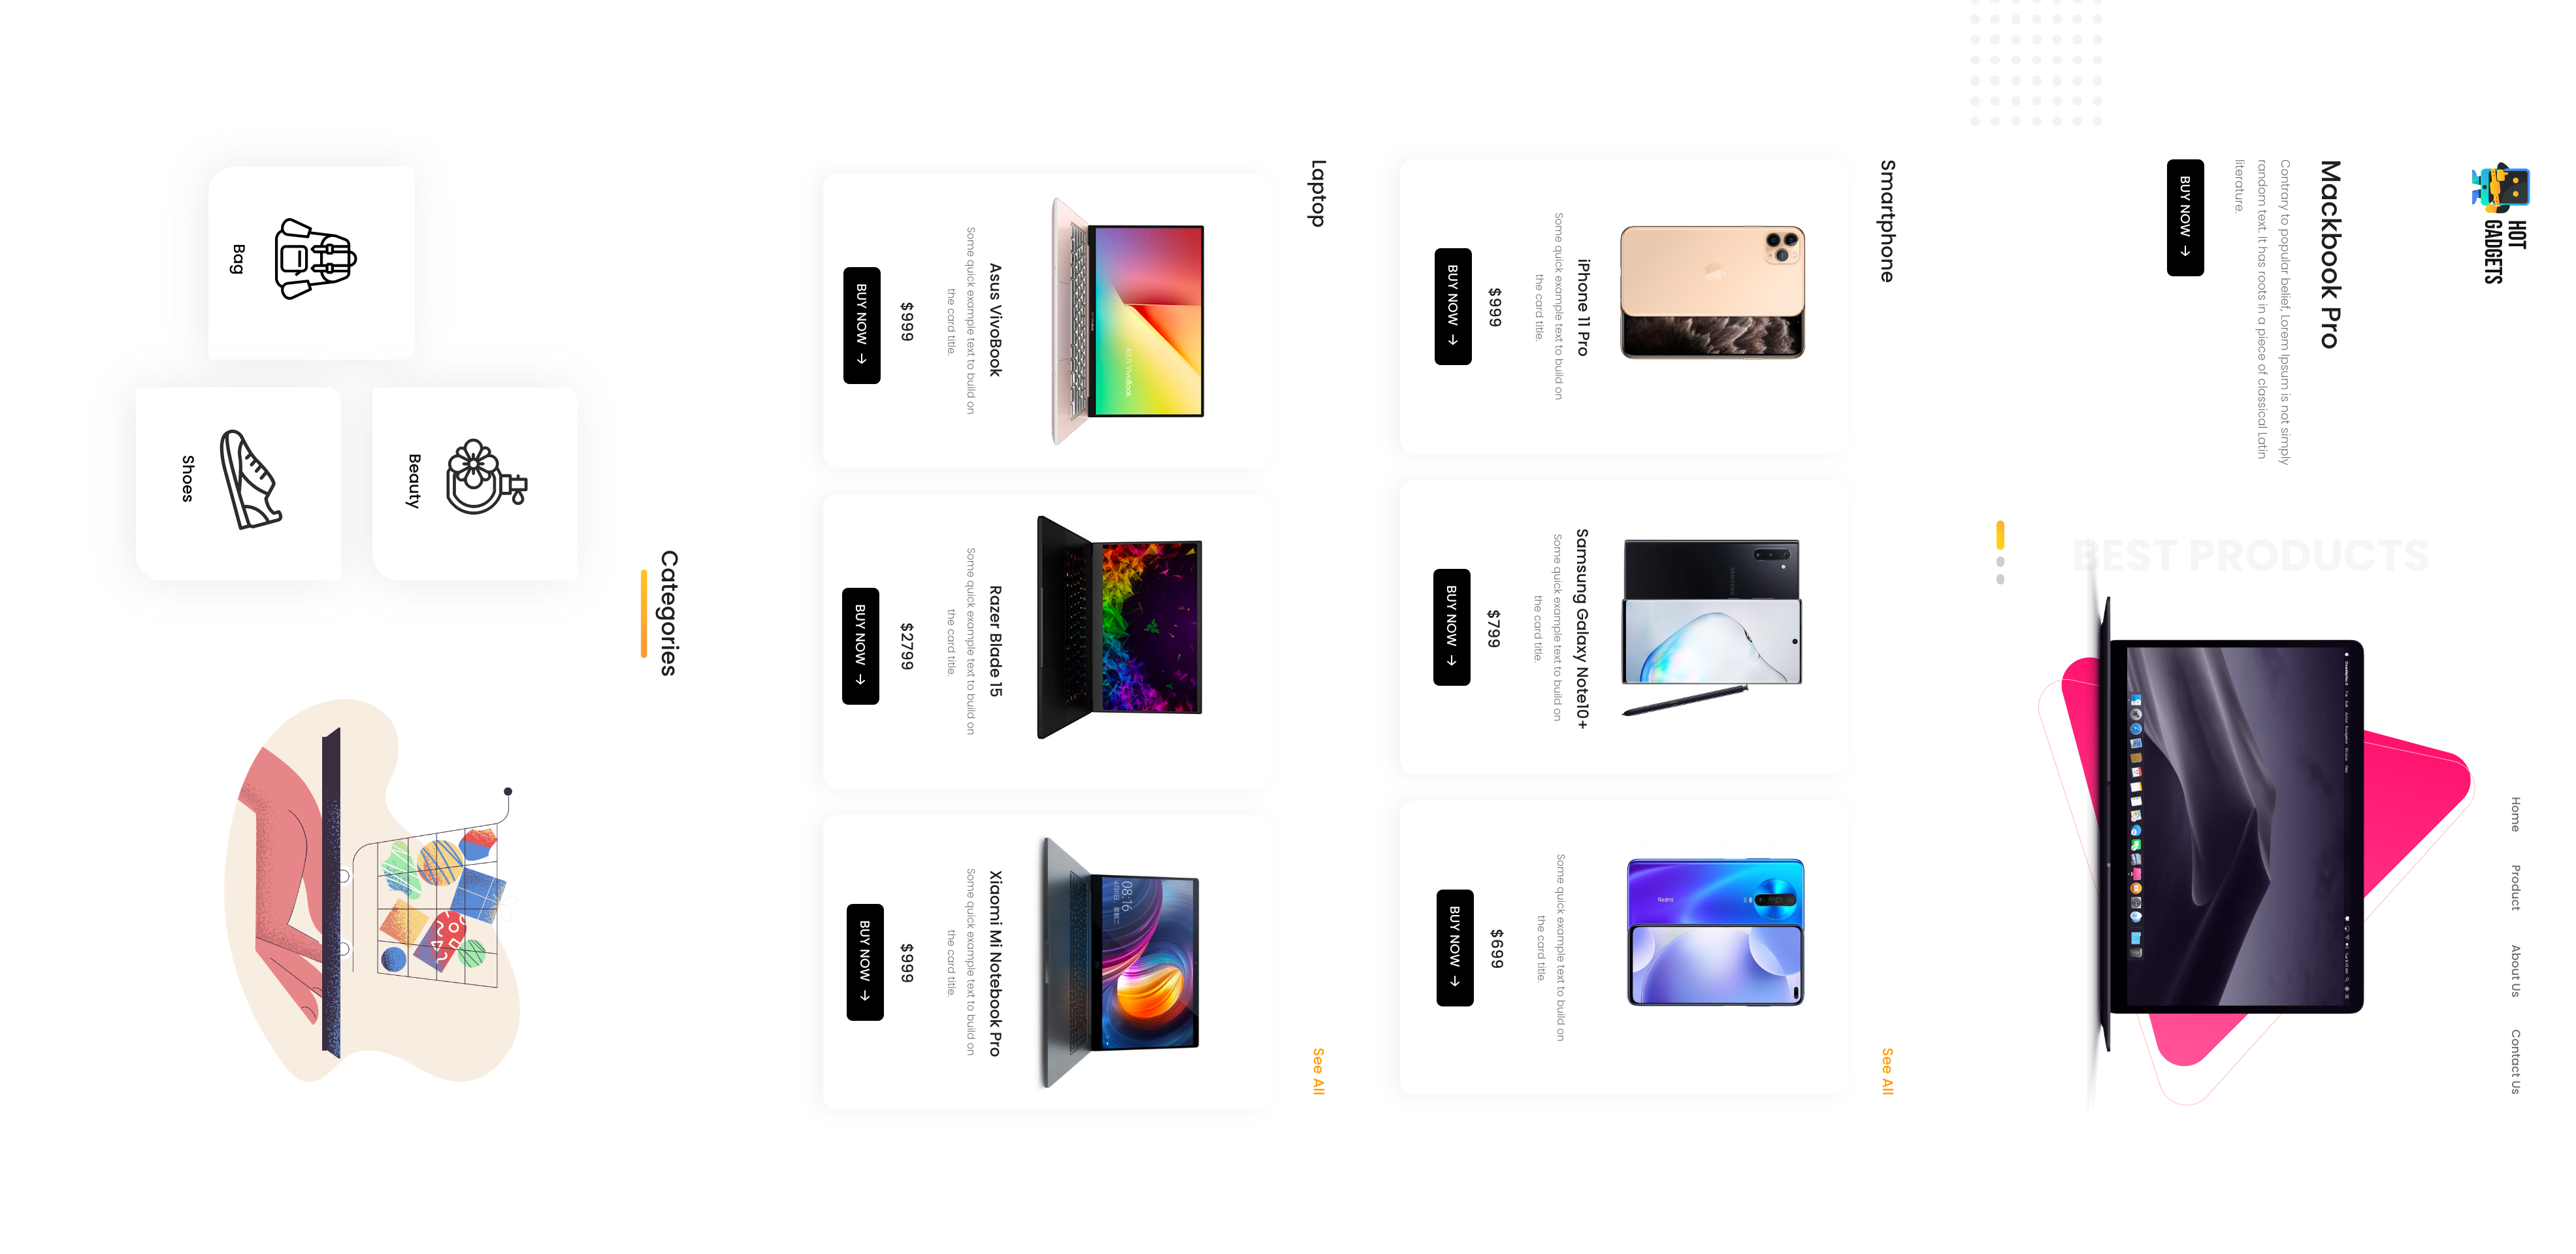 HOT
GADGETS
Home
Product
About Us
Contact Us
BEST PRODUCTS
Mackbook Pro
Contrary to popular belief, Lorem Ipsum is not simply
random text. It has roots in a piece of classical Latin
literature.
BUY NOW →
Smartphone
See All
iPhone 11 Pro
Some quick example text to build on
the card title.
$999
BUY NOW →
SAMSUNG
Samsung Galaxy Note10+
Some quick example text to build on
the card title.
$799
BUY NOW →
Redmi
Some quick example text to build on
the card title.
$699
BUY NOW →
Laptop
See All
ASUS VivoBook
Asus VivoBook
Some quick example text to build on
the card title.
$999
BUY NOW →
Razer Blade 15
Some quick example text to build on
the card title.
$2799
BUY NOW →
08:16
Xiaomi Mi Notebook Pro
Some quick example text to build on
the card title.
$999
BUY NOW →
Categories
Beauty
Bag
Shoes